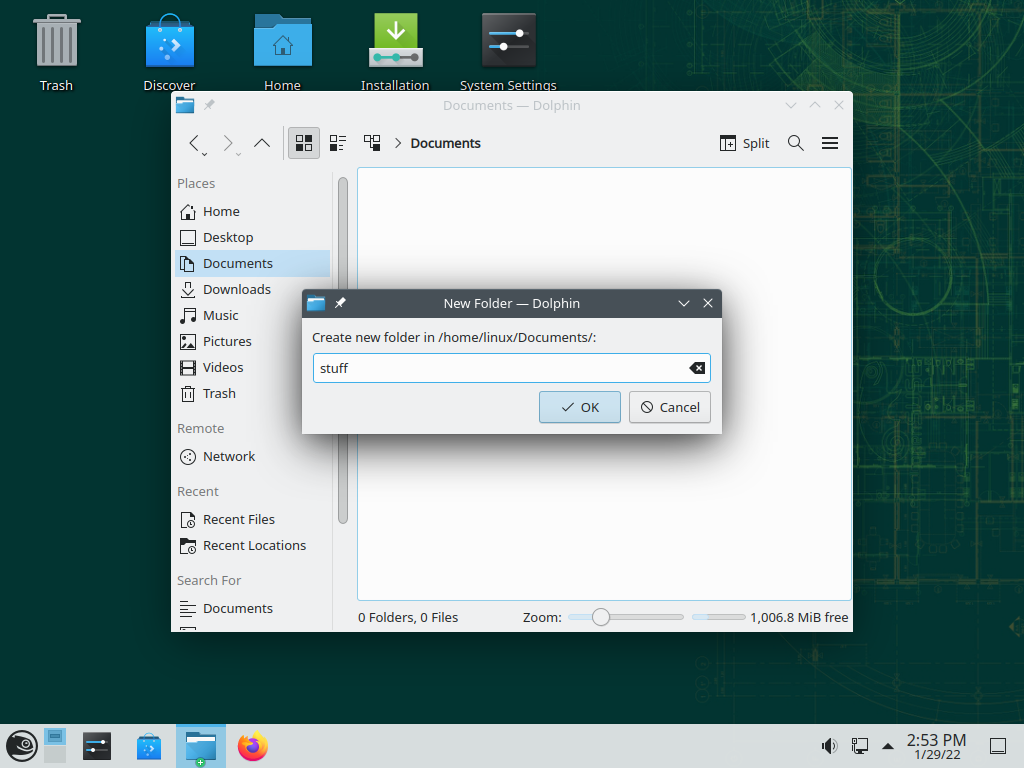 Trash
Discover
Home
Installation
System Settings
Documents — Dolphin
Documents
Split
Places
Home
Desktop
Documents
Downloads
Music
Pictures
Videos
Trash
Remote
Network
Recent
Recent Files
Recent Locations
Search For
Documents
New Folder — Dolphin
Create new folder in /home/linux/Documents/:
stuff
OK
Cancel
0 Folders, 0 Files
Zoom:
1,006.8 MiB free
2:53 PM
1/29/22